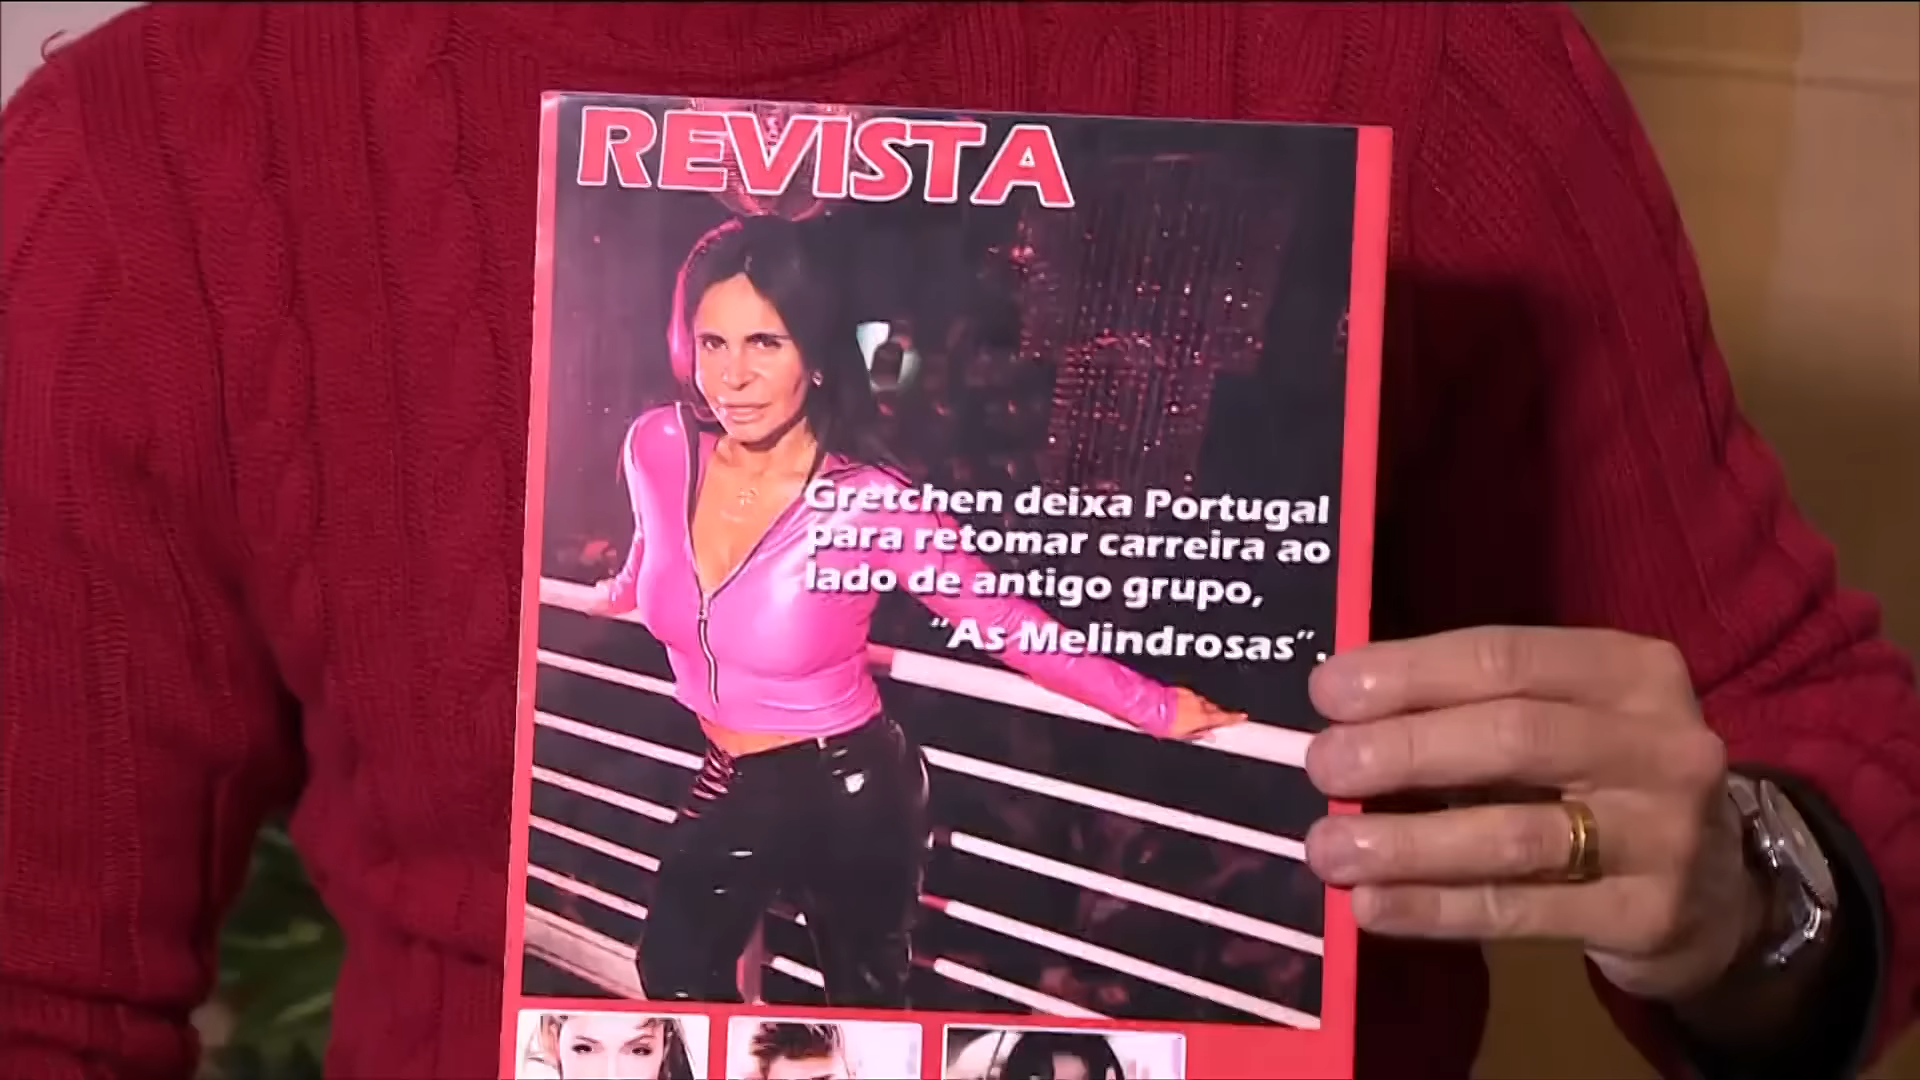 REVISTA
Gretchen deixa Portugal
para retomar carreira ao
lado de antigo grupo,
“As Melindrosas”.